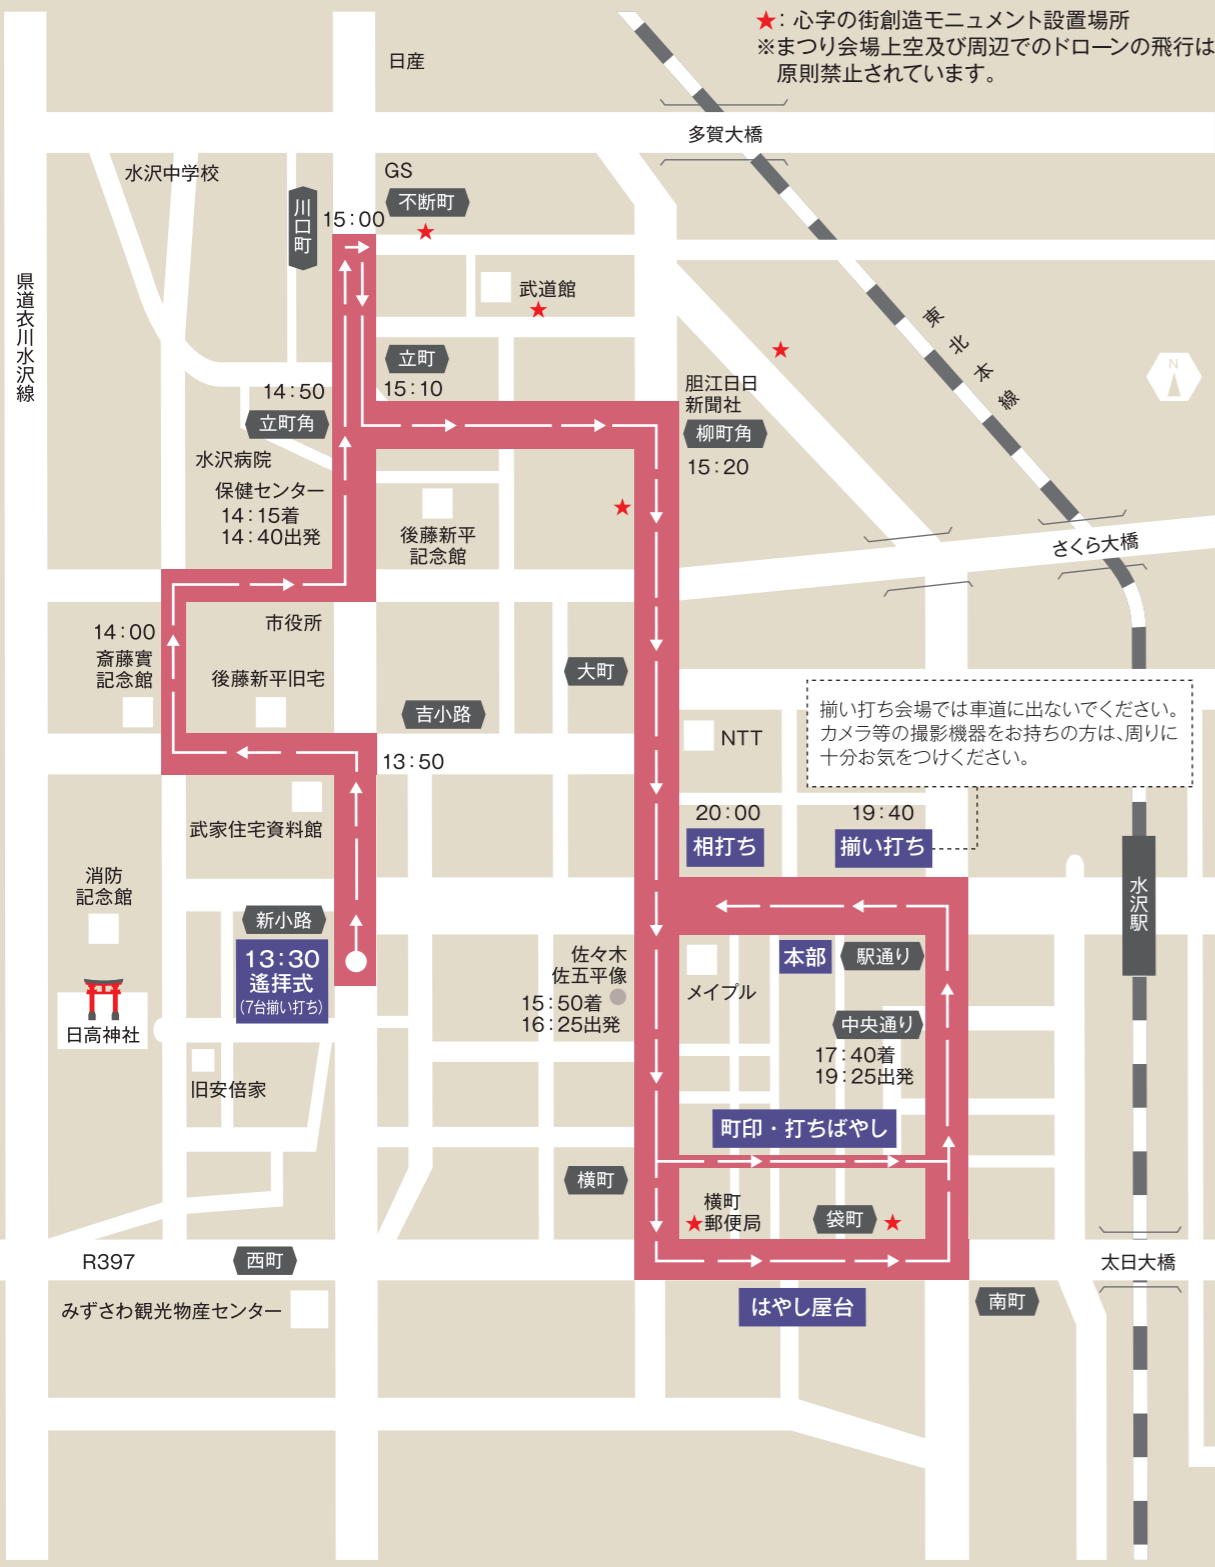 ★：心字の街創造モニュメント設置場所
※まつり会場上空及び周辺でのドローンの飛行は
原則禁止されています。
日産
多賀大橋
水沢中学校
GS
不断町
川口町
15：00
武道館
県道衣川水沢線
東北本線
N
立町
15：10
14：50
立町角
胆江日日
新聞社
柳町角
15：20
水沢病院
保健センター
14：15着
14：40出発
後藤新平
記念館
さくら大橋
市役所
14：00
斎藤實
記念館
後藤新平旧宅
大町
吉小路
13：50
NTT
揃い打ち会場では車道に出ないでください。
カメラ等の撮影機器をお持ちの方は、周りに
十分お気をつけください。
武家住宅資料館
20：00
相打ち
19：40
揃い打ち
消防
記念館
水沢駅
新小路
13：30
遙拝式
（7台揃い打ち）
佐々木
佐五平像
15：50着
16：25出発
メイプル
本部
駅通り
日高神社
中央通り
17：40着
19：25出発
旧安倍家
町印・打ちばやし
横町
横町
★郵便局
袋町
R397
西町
太日大橋
みずさわ観光物産センター
はやし屋台
南町